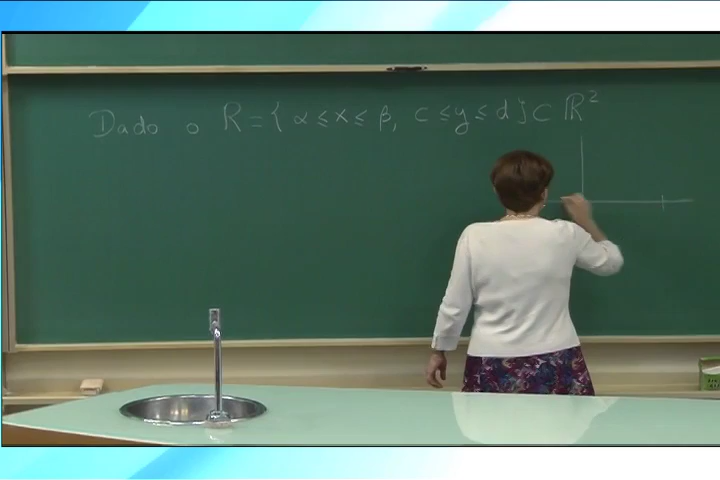 Dado o R = { α ≤ x ≤ β, c ≤ y ≤ d } ⊂ ℝ²